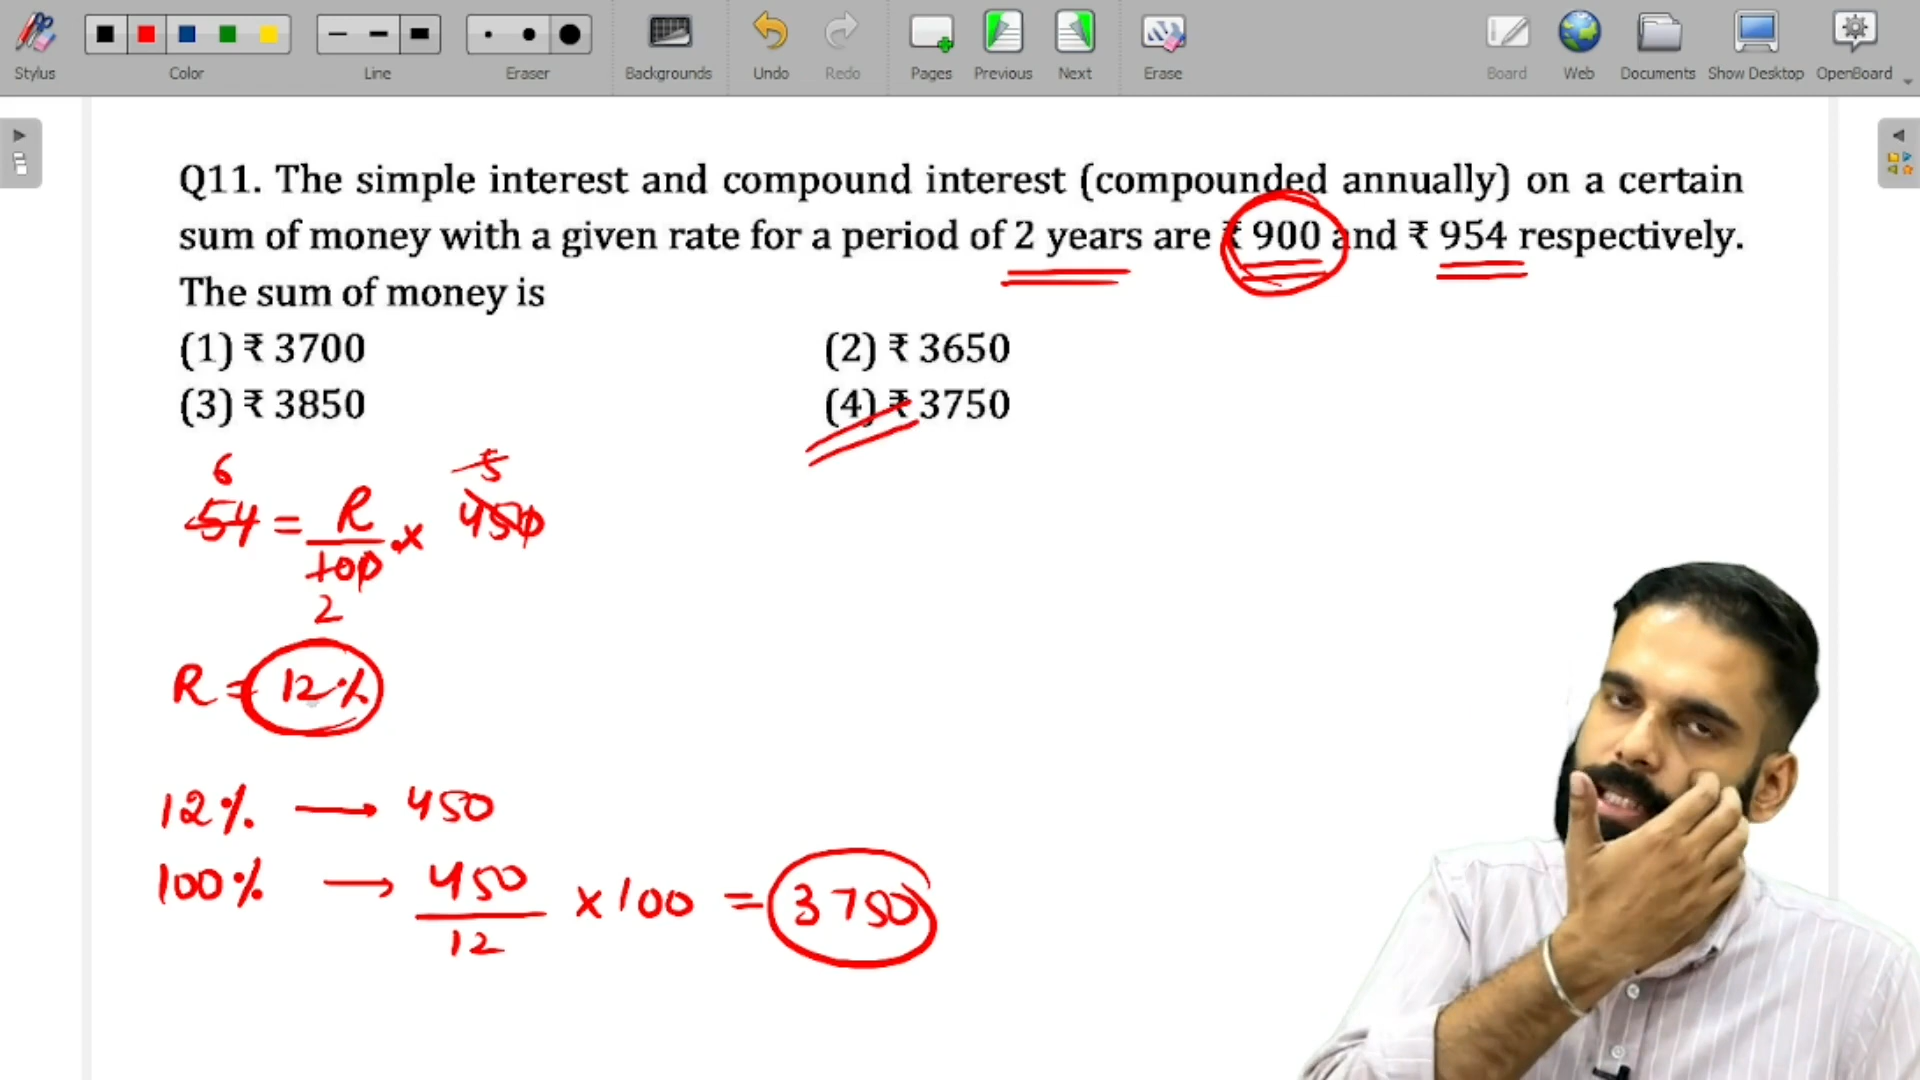 Stylus
Color
Line
Eraser
Backgrounds
Undo
Redo
Pages
Previous
Next
Erase
Board
Web
Documents
Show Desktop
OpenBoard
Q11. The simple interest and compound interest (compounded annually) on a certain
sum of money with a given rate for a period of 2 years are ₹ 900 and ₹ 954 respectively.
The sum of money is
(1) ₹ 3700
(2) ₹ 3650
(3) ₹ 3850
(4) ₹ 3750
6 5
54 = R/100 × 450
2
R = 12%
12% → 450
100% → 450/12 × 100 = 3750